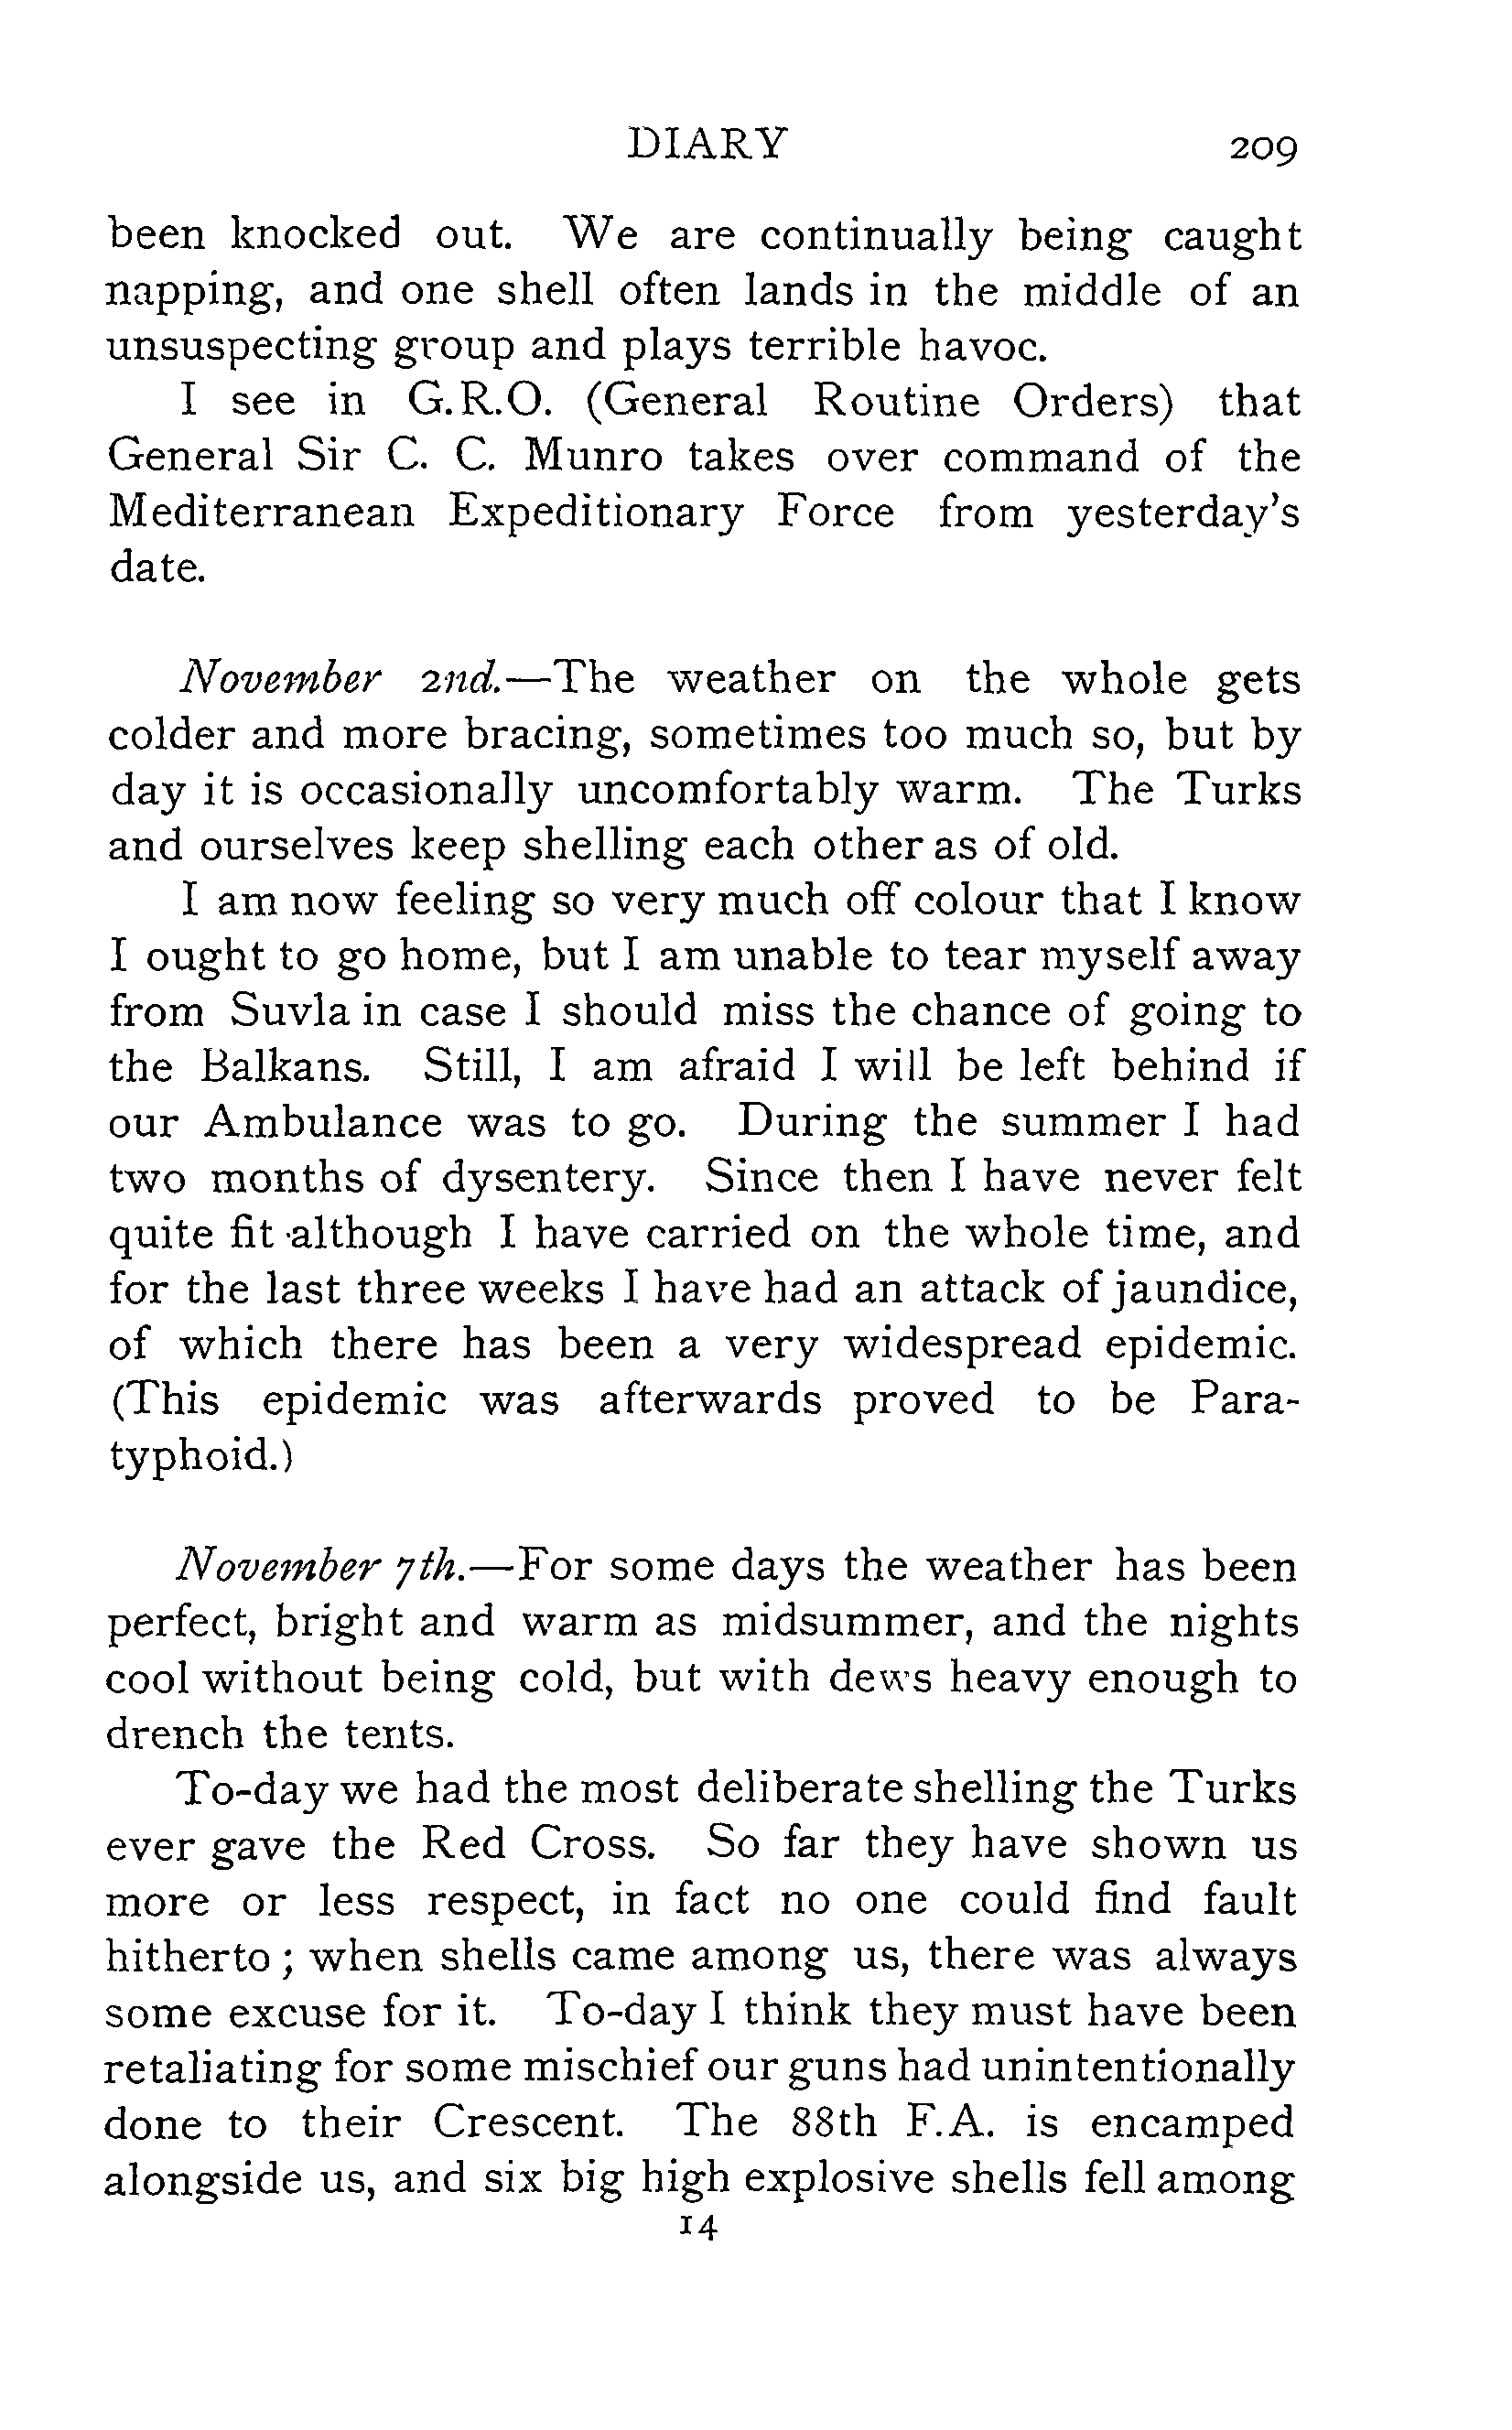 DIARY 209
been knocked out. We are continually being caught
napping, and one shell often lands in the middle of an
unsuspecting group and plays terrible havoc.
I see in G.R.O. (General Routine Orders) that
General Sir C. C. Munro takes over command of the
Mediterranean Expeditionary Force from yesterday's
date.
November 2nd.—The weather on the whole gets
colder and more bracing, sometimes too much so, but by
day it is occasionally uncomfortably warm. The Turks
and ourselves keep shelling each other as of old.
I am now feeling so very much off colour that I know
I ought to go home, but I am unable to tear myself away
from Suvla in case I should miss the chance of going to
the Balkans. Still, I am afraid I will be left behind if
our Ambulance was to go. During the summer I had
two months of dysentery. Since then I have never felt
quite fit although I have carried on the whole time, and
for the last three weeks I have had an attack of jaundice,
of which there has been a very widespread epidemic.
(This epidemic was afterwards proved to be Para-
typhoid.)
November 7th.—For some days the weather has been
perfect, bright and warm as midsummer, and the nights
cool without being cold, but with dews heavy enough to
drench the tents.
To-day we had the most deliberate shelling the Turks
ever gave the Red Cross. So far they have shown us
more or less respect, in fact no one could find fault
hitherto; when shells came among us, there was always
some excuse for it. To-day I think they must have been
retaliating for some mischief our guns had unintentionally
done to their Crescent. The 88th F.A. is encamped
alongside us, and six big high explosive shells fell among
14